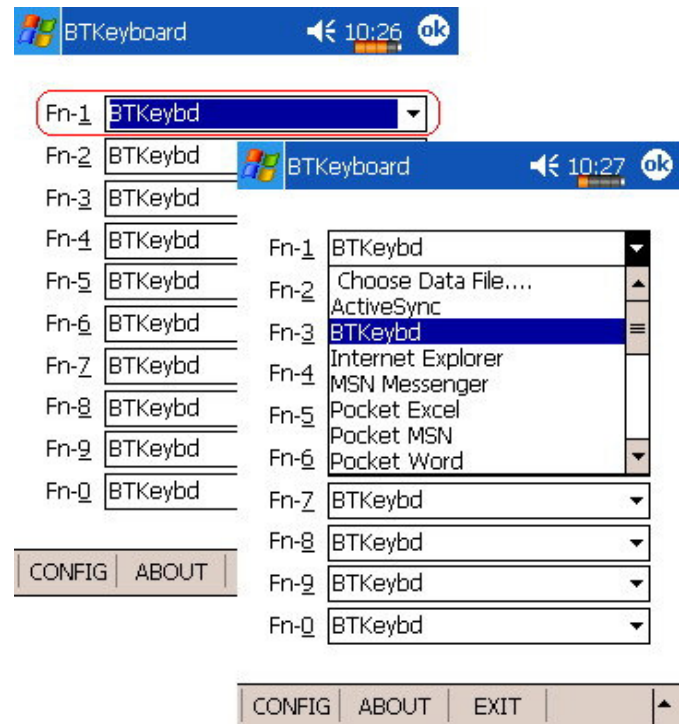 BTKeyboard 10:26 ok
Fn-1 BTKeybd
Fn-2 BTKeybd
Fn-3 BTKeybd
Fn-4 BTKeybd
Fn-5 BTKeybd
Fn-6 BTKeybd
Fn-7 BTKeybd
Fn-8 BTKeybd
Fn-9 BTKeybd
Fn-0 BTKeybd
CONFIG ABOUT
BTKeyboard 10:27 ok
Fn-1 BTKeybd
Fn-2
Fn-3
Fn-4
Fn-5
Fn-6
Choose Data File....
ActiveSync
BTKeybd
Internet Explorer
MSN Messenger
Pocket Excel
Pocket MSN
Pocket Word
Fn-7 BTKeybd
Fn-8 BTKeybd
Fn-9 BTKeybd
Fn-0 BTKeybd
CONFIG ABOUT EXIT